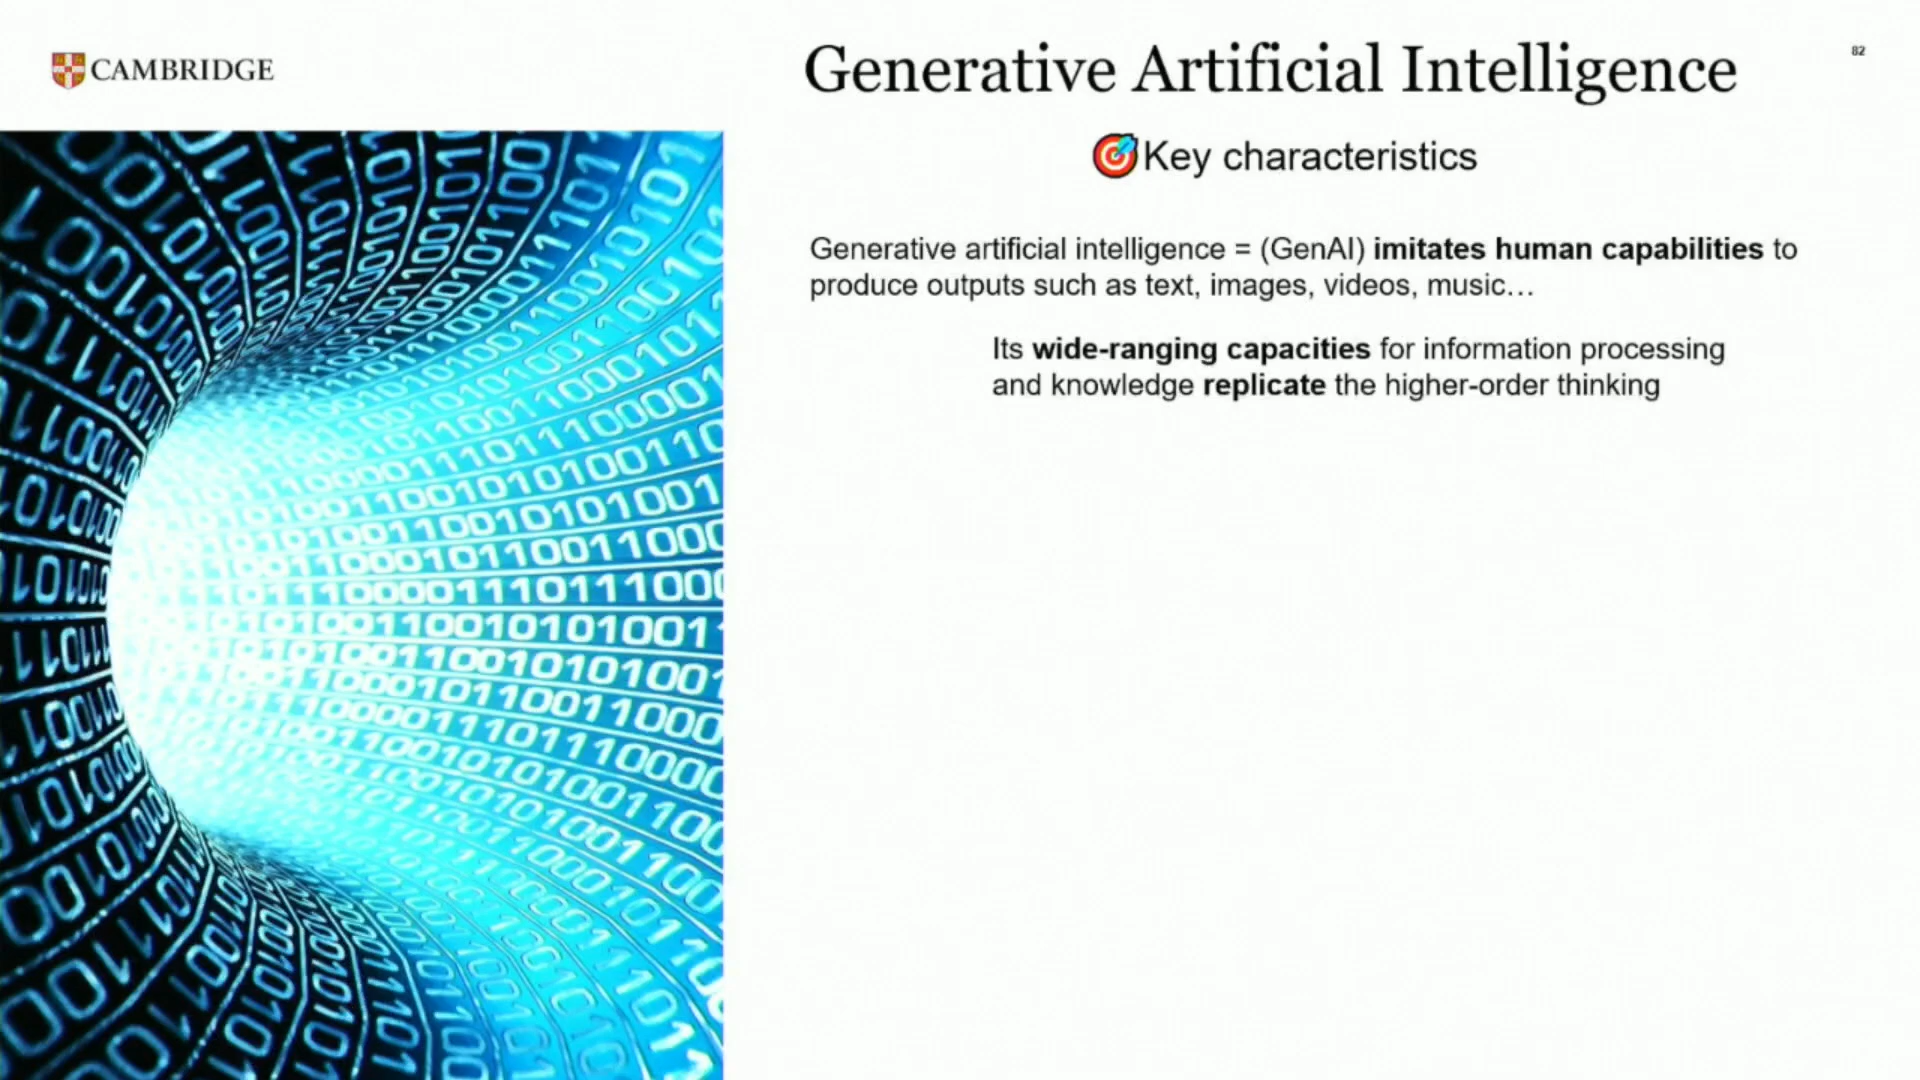 CAMBRIDGE
Generative Artificial Intelligence
82
Key characteristics
Generative artificial intelligence = (GenAI) imitates human capabilities to
produce outputs such as text, images, videos, music…
Its wide-ranging capacities for information processing
and knowledge replicate the higher-order thinking